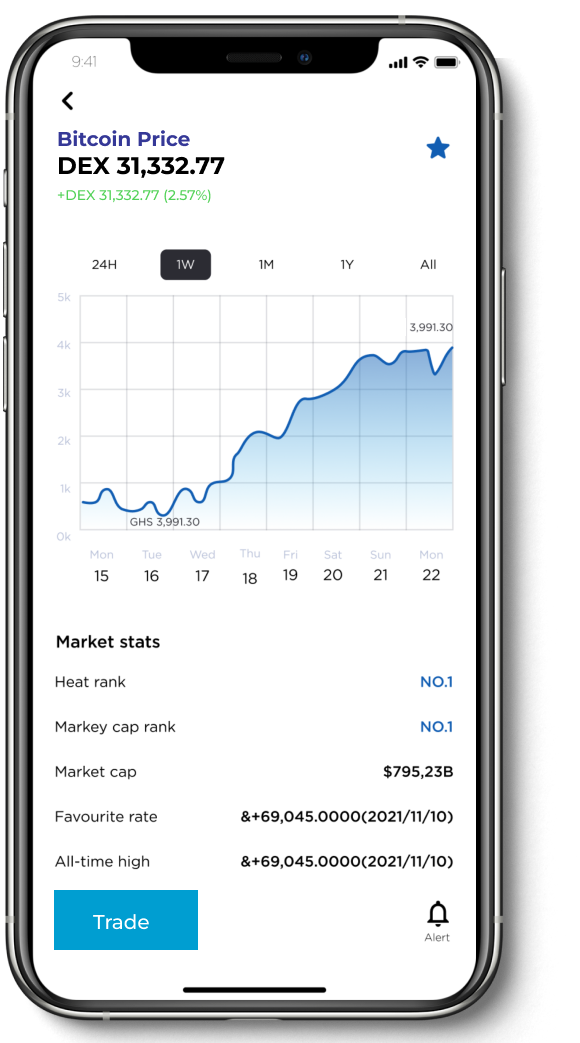 9:41
Bitcoin Price
DEX 31,332.77
+DEX 31,332.77 (2.57%)
24H 1W 1M 1Y All
5k
3,991.30
4k
3k
2k
1k
GHS 3,991.30
0k
Mon Tue Wed Thu Fri Sat Sun Mon
15 16 17 18 19 20 21 22
Market stats
Heat rank NO.1
Markey cap rank NO.1
Market cap $795,23B
Favourite rate &+69,045.0000(2021/11/10)
All-time high &+69,045.0000(2021/11/10)
Trade
Alert